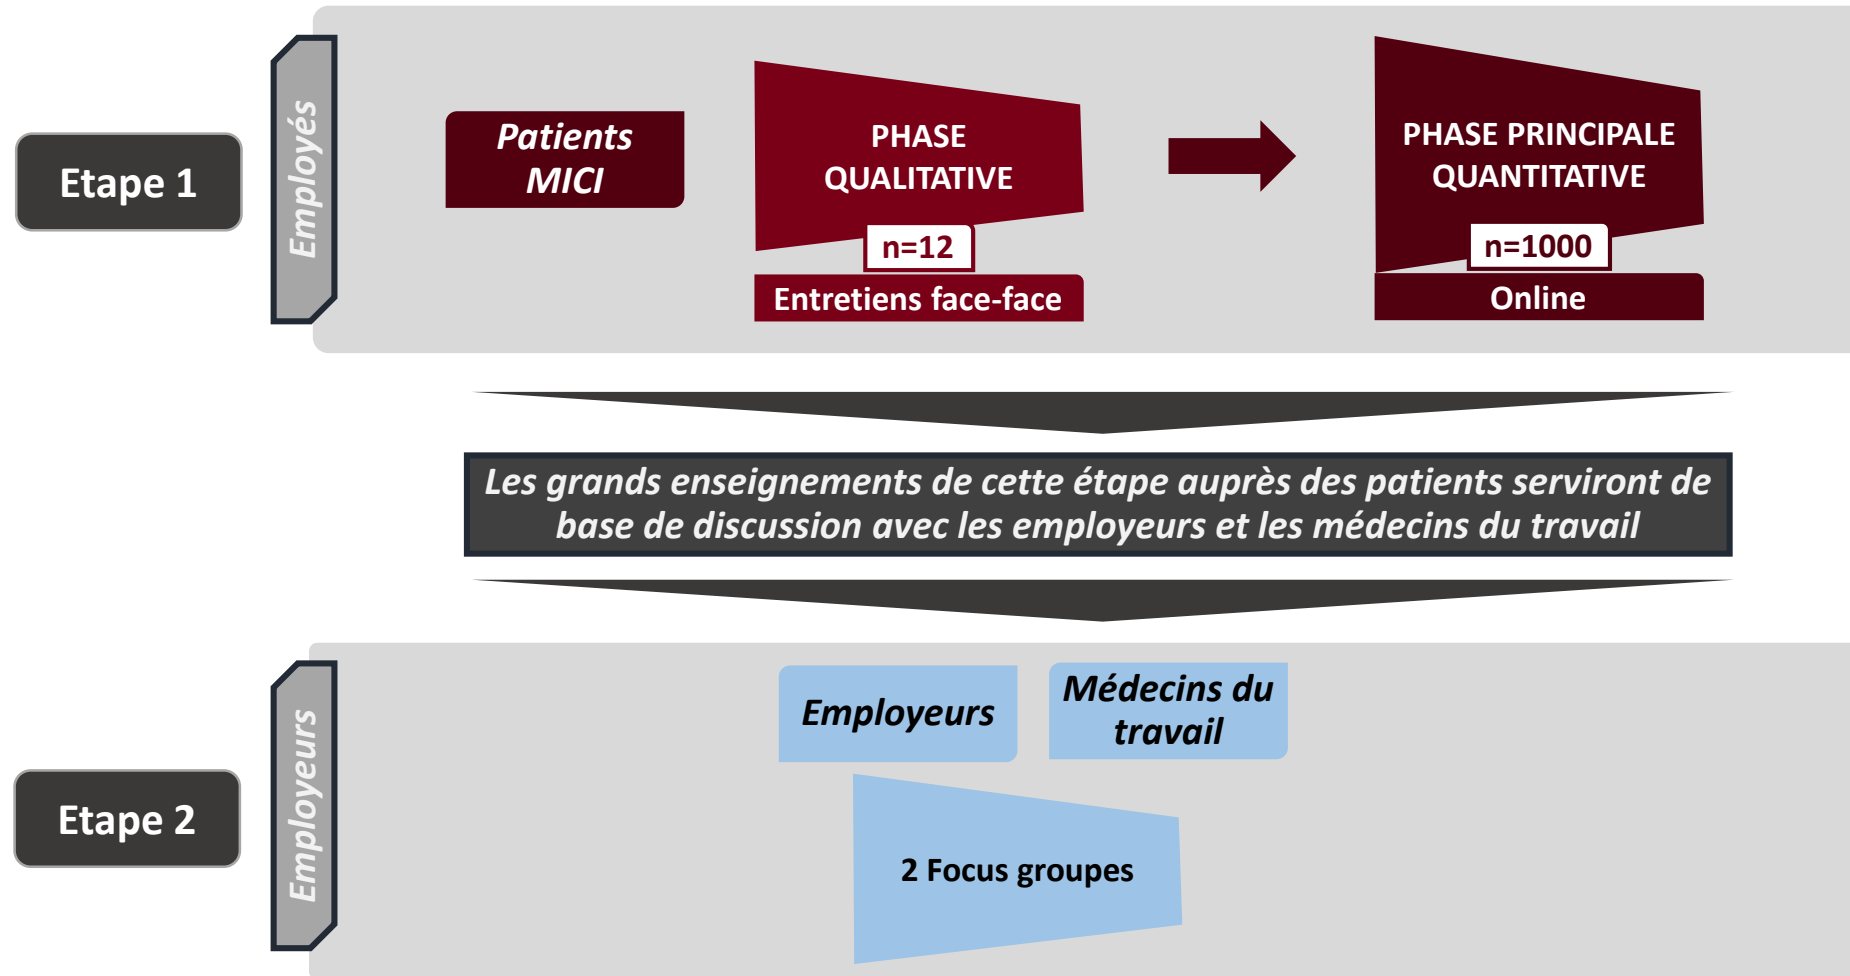 Etape 1
Employés
Patients
MICI
PHASE
QUALITATIVE
n=12
Entretiens face-face
PHASE PRINCIPALE
QUANTITATIVE
n=1000
Online
Les grands enseignements de cette étape auprès des patients serviront de
base de discussion avec les employeurs et les médecins du travail
Etape 2
Employeurs
Employeurs
Médecins du
travail
2 Focus groupes